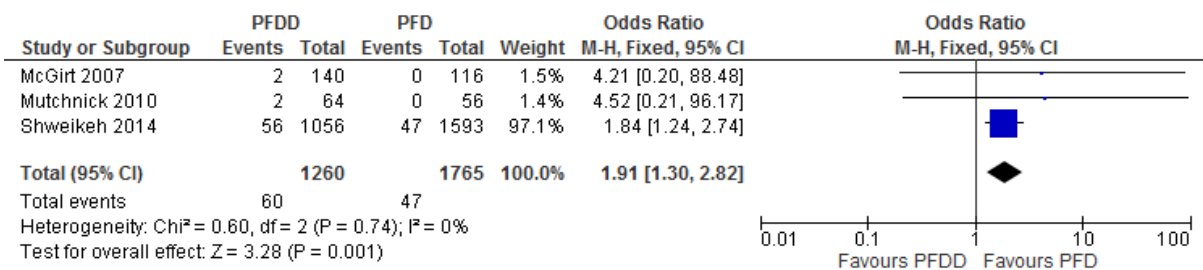 PFDD PFD Odds Ratio Odds Ratio
Study or Subgroup Events Total Events Total Weight M-H, Fixed, 95% CI M-H, Fixed, 95% CI
McGirt 2007 2 140 0 116 1.5% 4.21 [0.20, 88.48]
Mutchnick 2010 2 64 0 56 1.4% 4.52 [0.21, 96.17]
Shweikeh 2014 56 1056 47 1593 97.1% 1.84 [1.24, 2.74]
Total (95% CI) 1260 1765 100.0% 1.91 [1.30, 2.82]
Total events 60 47
Heterogeneity: Chi² = 0.60, df = 2 (P = 0.74); I² = 0%
Test for overall effect: Z = 3.28 (P = 0.001)
0.01 0.1 1 10 100
Favours PFDD Favours PFD